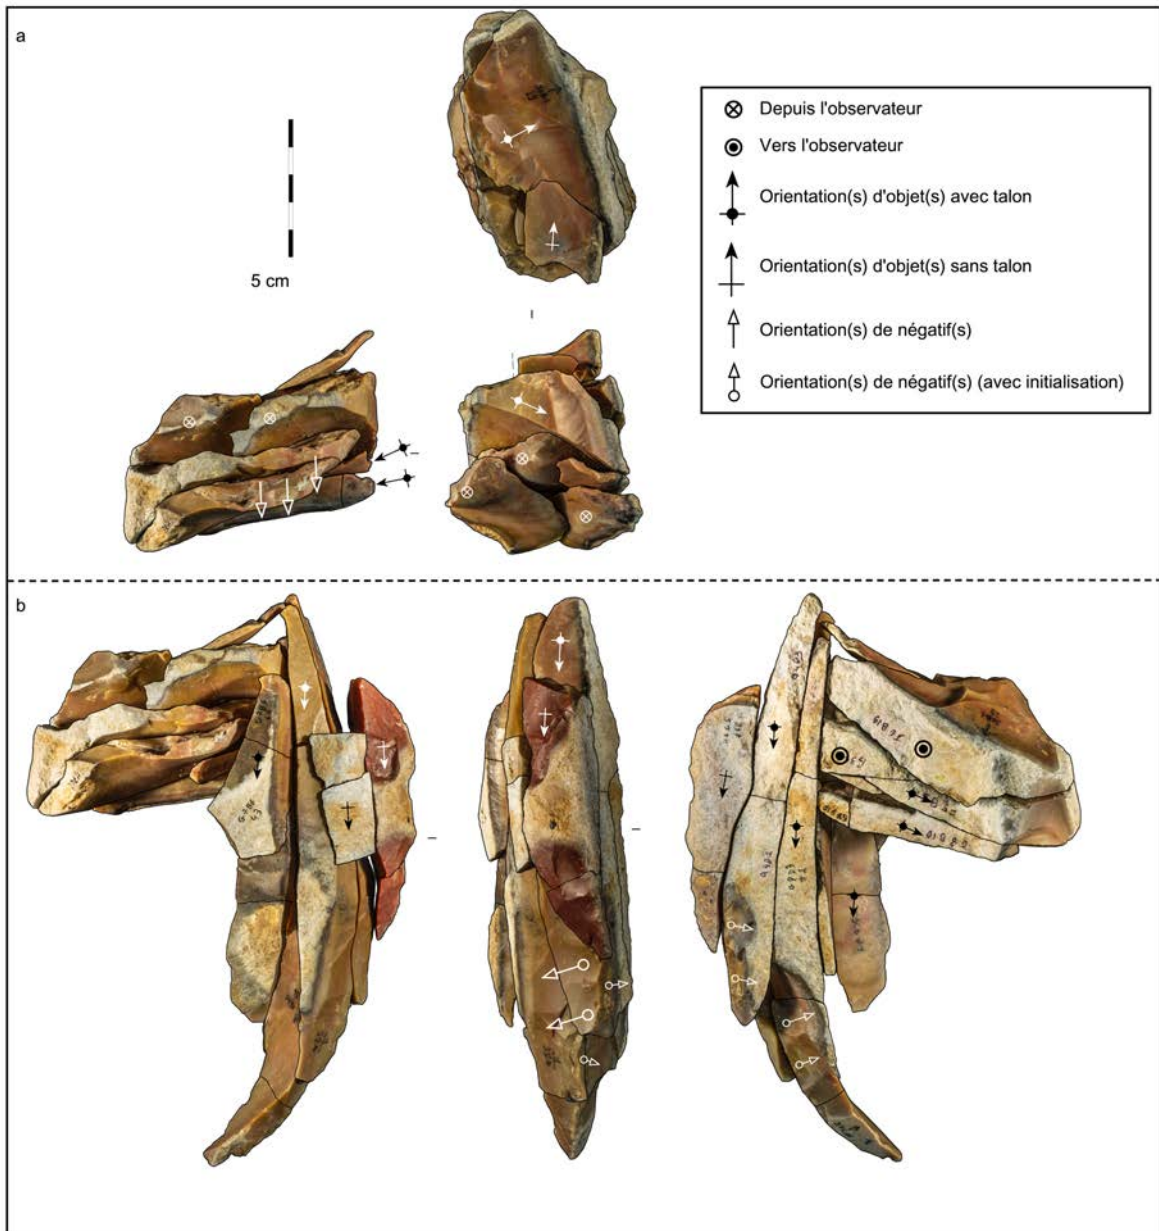 a
Depuis l'observateur
Vers l'observateur
Orientation(s) d'objet(s) avec talon
Orientation(s) d'objet(s) sans talon
Orientation(s) de négatif(s)
Orientation(s) de négatif(s) (avec initialisation)
5 cm
b